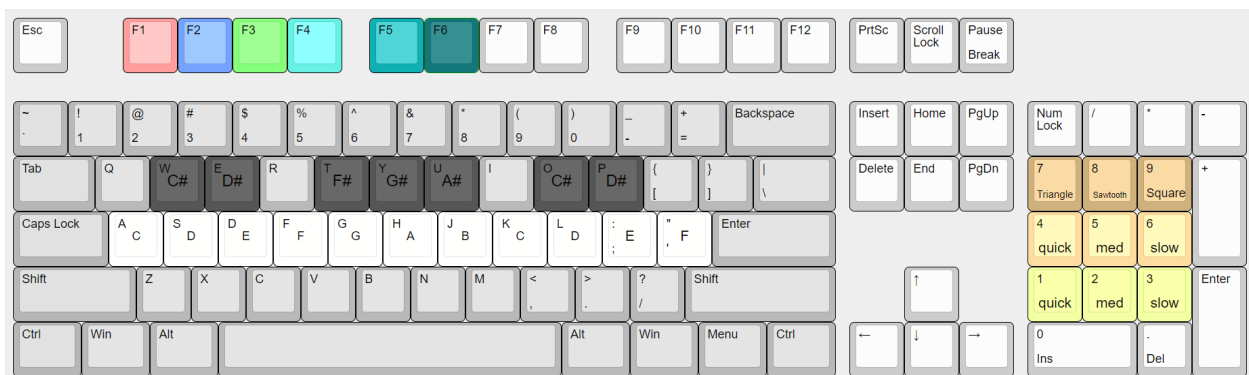 Esc F1 F2 F3 F4 F5 F6 F7 F8 F9 F10 F11 F12 PrtSc Scroll Lock Pause Break
~ ` ! 1 @ 2 # 3 $ 4 % 5 ^ 6 & 7 * 8 ( 9 ) 0 _ - + = Backspace Insert Home PgUp Num Lock / * -
Tab Q W C# E D# R T F# Y G# U A# I O C# P D# { [ } ] | \ Delete End PgDn 7 Triangle 8 Sawtooth 9 Square +
Caps Lock A C S D D E F F G G H A J B K C L D : ; E " ' F Enter 4 quick 5 med 6 slow
Shift Z X C V B N M < , > . ? / Shift ↑ 1 quick 2 med 3 slow Enter
Ctrl Win Alt Alt Win Menu Ctrl ← ↓ → 0 Ins . Del